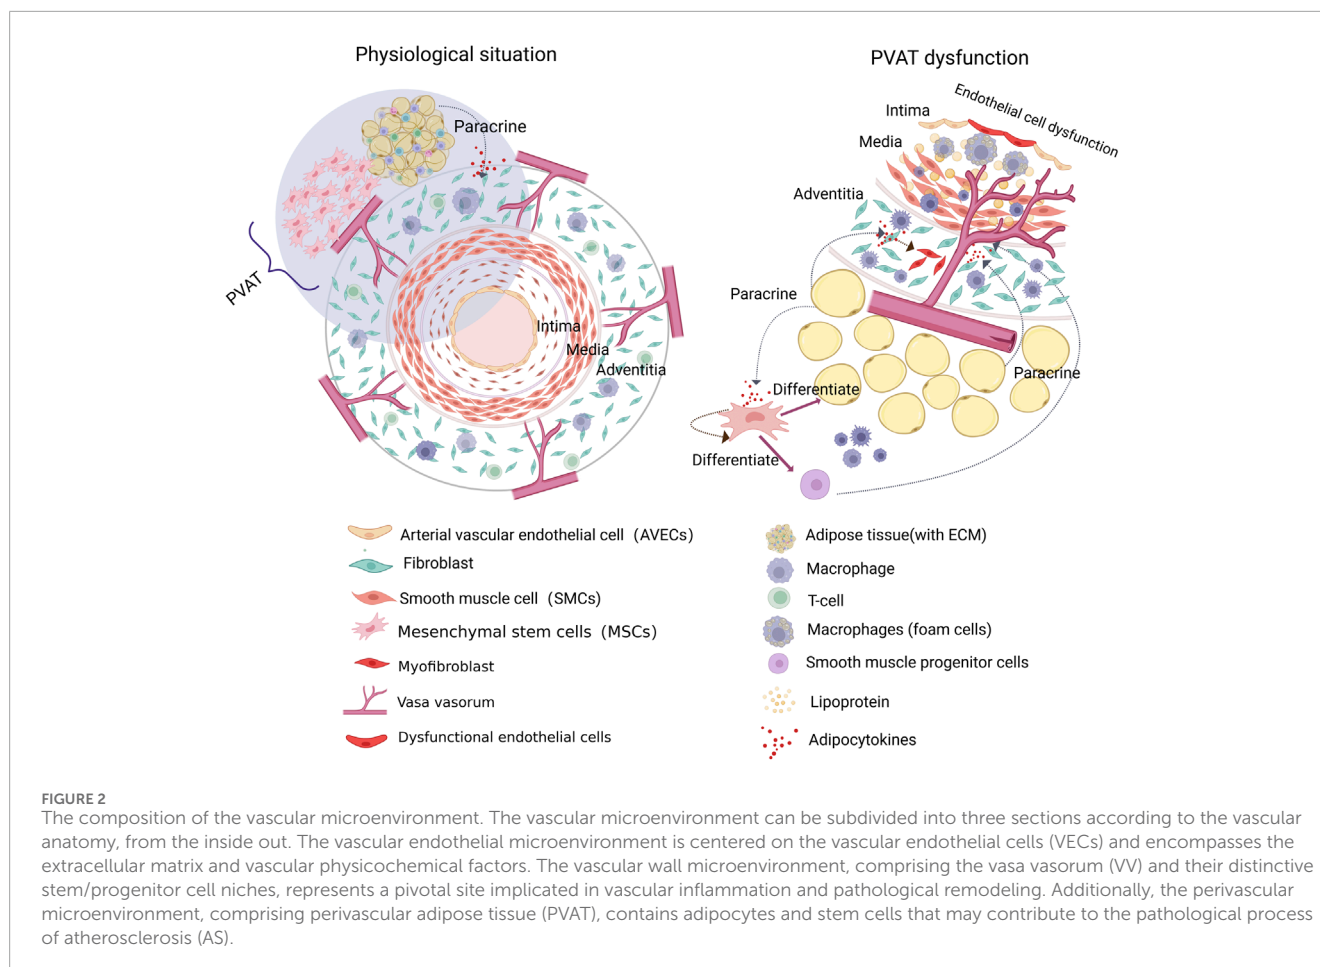 Physiological situation
Paracrine
PVAT
Intima
Media
Adventitia
PVAT dysfunction
Intima
Endothelial cell dysfunction
Media
Adventitia
Paracrine
Paracrine
Differentiate
Differentiate
Arterial vascular endothelial cell (AVECs)
Fibroblast
Smooth muscle cell (SMCs)
Mesenchymal stem cells (MSCs)
Myofibroblast
Vasa vasorum
Dysfunctional endothelial cells
Adipose tissue(with ECM)
Macrophage
T-cell
Macrophages (foam cells)
Smooth muscle progenitor cells
Lipoprotein
Adipocytokines
FIGURE 2
The composition of the vascular microenvironment. The vascular microenvironment can be subdivided into three sections according to the vascular
anatomy, from the inside out. The vascular endothelial microenvironment is centered on the vascular endothelial cells (VECs) and encompasses the
extracellular matrix and vascular physicochemical factors. The vascular wall microenvironment, comprising the vasa vasorum (VV) and their distinctive
stem/progenitor cell niches, represents a pivotal site implicated in vascular inflammation and pathological remodeling. Additionally, the perivascular
microenvironment, comprising perivascular adipose tissue (PVAT), contains adipocytes and stem cells that may contribute to the pathological process
of atherosclerosis (AS).